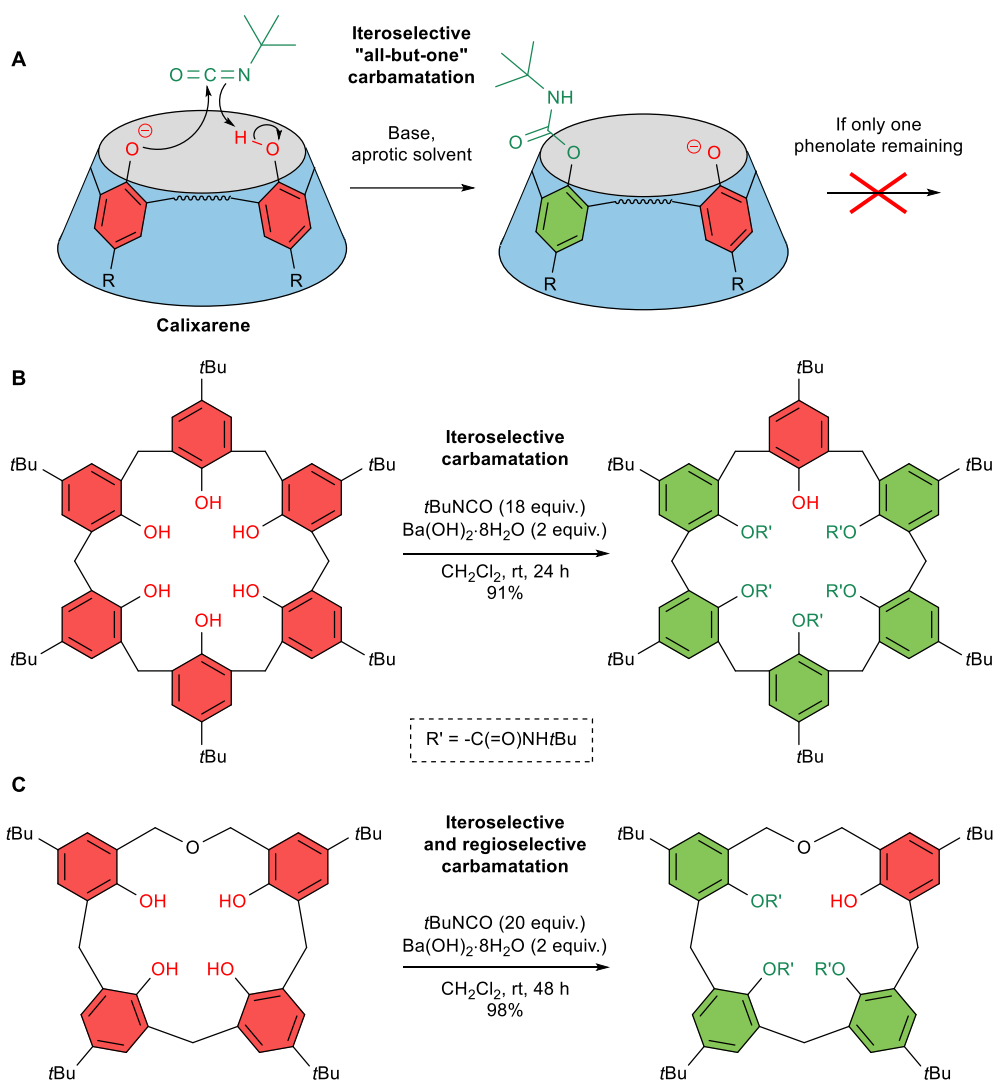 A
O=C=N
Iteroselective
"all-but-one"
carbamatation
O ⊖
H
O
Base,
aprotic solvent
NH
O
O
⊖ O
If only one
phenolate remaining
R
R
R
R
Calixarene
B
tBu
tBu
tBu
OH
OH
HO
OH
HO
OH
tBu
tBu
tBu
Iteroselective
carbamatation
tBuNCO (18 equiv.)
Ba(OH)₂·8H₂O (2 equiv.)
CH₂Cl₂, rt, 24 h
91%
tBu
tBu
tBu
OH
OR'
R'O
OR'
R'O
OR'
tBu
tBu
tBu
R' = -C(=O)NHtBu
C
tBu
O
tBu
OH
HO
OH
HO
tBu
tBu
Iteroselective
and regioselective
carbamatation
tBuNCO (20 equiv.)
Ba(OH)₂·8H₂O (2 equiv.)
CH₂Cl₂, rt, 48 h
98%
tBu
O
tBu
OR'
HO
OR'
R'O
tBu
tBu